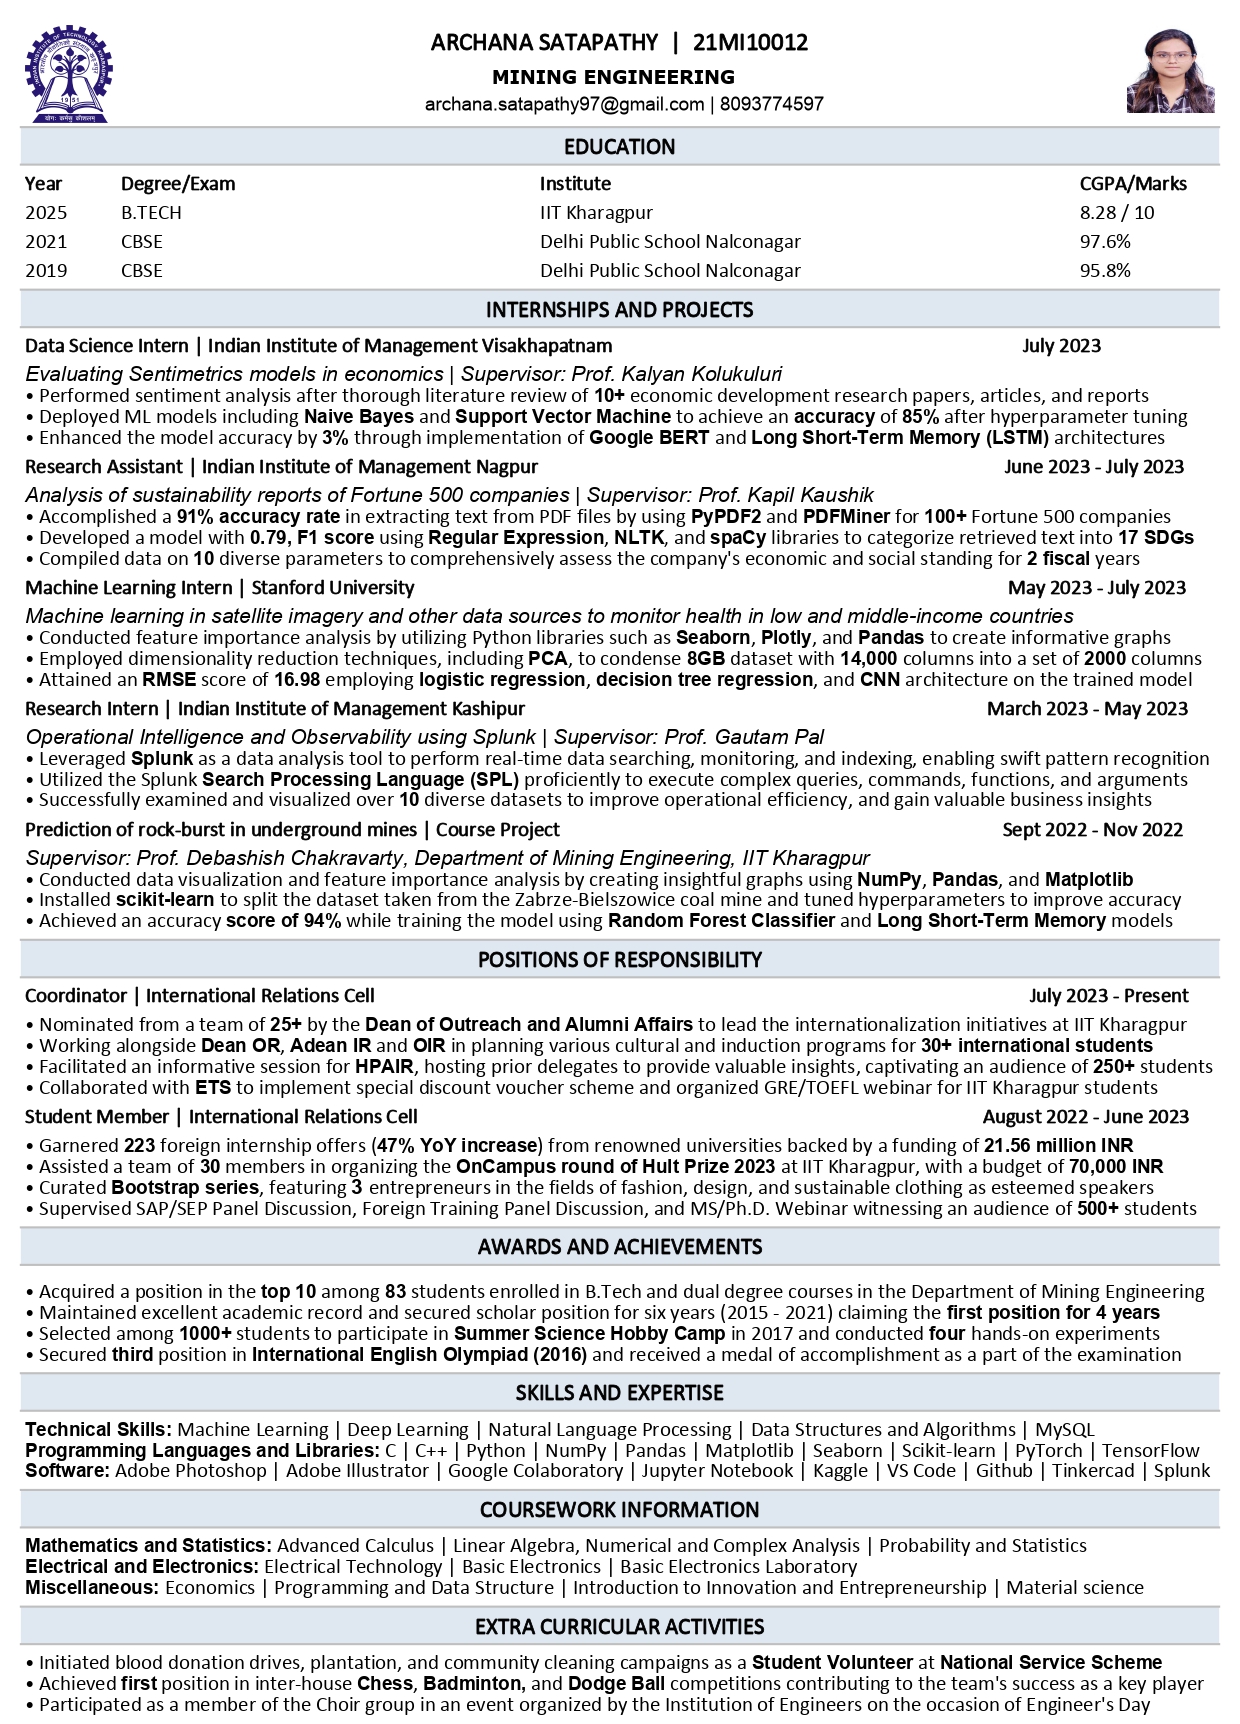 ARCHANA SATAPATHY | 21MI10012
MINING ENGINEERING
archana.satapathy97@gmail.com | 8093774597
EDUCATION
Year Degree/Exam Institute CGPA/Marks
2025 B.TECH IIT Kharagpur 8.28 / 10
2021 CBSE Delhi Public School Nalconagar 97.6%
2019 CBSE Delhi Public School Nalconagar 95.8%
INTERNSHIPS AND PROJECTS
Data Science Intern | Indian Institute of Management Visakhapatnam July 2023
Evaluating Sentimetrics models in economics | Supervisor: Prof. Kalyan Kolukuluri
• Performed sentiment analysis after thorough literature review of 10+ economic development research papers, articles, and reports
• Deployed ML models including Naive Bayes and Support Vector Machine to achieve an accuracy of 85% after hyperparameter tuning
• Enhanced the model accuracy by 3% through implementation of Google BERT and Long Short-Term Memory (LSTM) architectures
Research Assistant | Indian Institute of Management Nagpur June 2023 - July 2023
Analysis of sustainability reports of Fortune 500 companies | Supervisor: Prof. Kapil Kaushik
• Accomplished a 91% accuracy rate in extracting text from PDF files by using PyPDF2 and PDFMiner for 100+ Fortune 500 companies
• Developed a model with 0.79, F1 score using Regular Expression, NLTK, and spaCy libraries to categorize retrieved text into 17 SDGs
• Compiled data on 10 diverse parameters to comprehensively assess the company's economic and social standing for 2 fiscal years
Machine Learning Intern | Stanford University May 2023 - July 2023
Machine learning in satellite imagery and other data sources to monitor health in low and middle-income countries
• Conducted feature importance analysis by utilizing Python libraries such as Seaborn, Plotly, and Pandas to create informative graphs
• Employed dimensionality reduction techniques, including PCA, to condense 8GB dataset with 14,000 columns into a set of 2000 columns
• Attained an RMSE score of 16.98 employing logistic regression, decision tree regression, and CNN architecture on the trained model
Research Intern | Indian Institute of Management Kashipur March 2023 - May 2023
Operational Intelligence and Observability using Splunk | Supervisor: Prof. Gautam Pal
• Leveraged Splunk as a data analysis tool to perform real-time data searching, monitoring, and indexing, enabling swift pattern recognition
• Utilized the Splunk Search Processing Language (SPL) proficiently to execute complex queries, commands, functions, and arguments
• Successfully examined and visualized over 10 diverse datasets to improve operational efficiency, and gain valuable business insights
Prediction of rock-burst in underground mines | Course Project Sept 2022 - Nov 2022
Supervisor: Prof. Debashish Chakravarty, Department of Mining Engineering, IIT Kharagpur
• Conducted data visualization and feature importance analysis by creating insightful graphs using NumPy, Pandas, and Matplotlib
• Installed scikit-learn to split the dataset taken from the Zabrze-Bielszowice coal mine and tuned hyperparameters to improve accuracy
• Achieved an accuracy score of 94% while training the model using Random Forest Classifier and Long Short-Term Memory models
POSITIONS OF RESPONSIBILITY
Coordinator | International Relations Cell July 2023 - Present
• Nominated from a team of 25+ by the Dean of Outreach and Alumni Affairs to lead the internationalization initiatives at IIT Kharagpur
• Working alongside Dean OR, Adean IR and OIR in planning various cultural and induction programs for 30+ international students
• Facilitated an informative session for HPAIR, hosting prior delegates to provide valuable insights, captivating an audience of 250+ students
• Collaborated with ETS to implement special discount voucher scheme and organized GRE/TOEFL webinar for IIT Kharagpur students
Student Member | International Relations Cell August 2022 - June 2023
• Garnered 223 foreign internship offers (47% YoY increase) from renowned universities backed by a funding of 21.56 million INR
• Assisted a team of 30 members in organizing the OnCampus round of Hult Prize 2023 at IIT Kharagpur, with a budget of 70,000 INR
• Curated Bootstrap series, featuring 3 entrepreneurs in the fields of fashion, design, and sustainable clothing as esteemed speakers
• Supervised SAP/SEP Panel Discussion, Foreign Training Panel Discussion, and MS/Ph.D. Webinar witnessing an audience of 500+ students
AWARDS AND ACHIEVEMENTS
• Acquired a position in the top 10 among 83 students enrolled in B.Tech and dual degree courses in the Department of Mining Engineering
• Maintained excellent academic record and secured scholar position for six years (2015 - 2021) claiming the first position for 4 years
• Selected among 1000+ students to participate in Summer Science Hobby Camp in 2017 and conducted four hands-on experiments
• Secured third position in International English Olympiad (2016) and received a medal of accomplishment as a part of the examination
SKILLS AND EXPERTISE
Technical Skills: Machine Learning | Deep Learning | Natural Language Processing | Data Structures and Algorithms | MySQL
Programming Languages and Libraries: C | C++ | Python | NumPy | Pandas | Matplotlib | Seaborn | Scikit-learn | PyTorch | TensorFlow
Software: Adobe Photoshop | Adobe Illustrator | Google Colaboratory | Jupyter Notebook | Kaggle | VS Code | Github | Tinkercad | Splunk
COURSEWORK INFORMATION
Mathematics and Statistics: Advanced Calculus | Linear Algebra, Numerical and Complex Analysis | Probability and Statistics
Electrical and Electronics: Electrical Technology | Basic Electronics | Basic Electronics Laboratory
Miscellaneous: Economics | Programming and Data Structure | Introduction to Innovation and Entrepreneurship | Material science
EXTRA CURRICULAR ACTIVITIES
• Initiated blood donation drives, plantation, and community cleaning campaigns as a Student Volunteer at National Service Scheme
• Achieved first position in inter-house Chess, Badminton, and Dodge Ball competitions contributing to the team's success as a key player
• Participated as a member of the Choir group in an event organized by the Institution of Engineers on the occasion of Engineer's Day